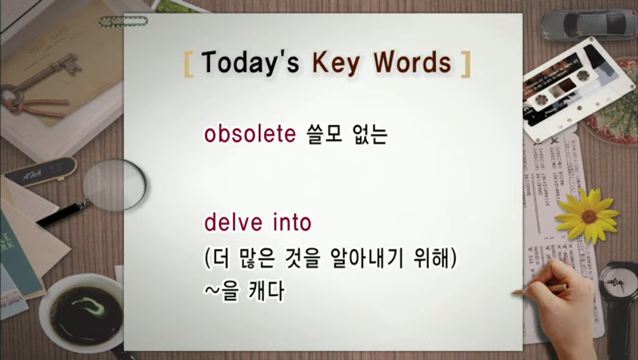 [ Today's Key Words ]
obsolete 쓸모 없는
delve into
(더 많은 것을 알아내기 위해)
~을 캐다